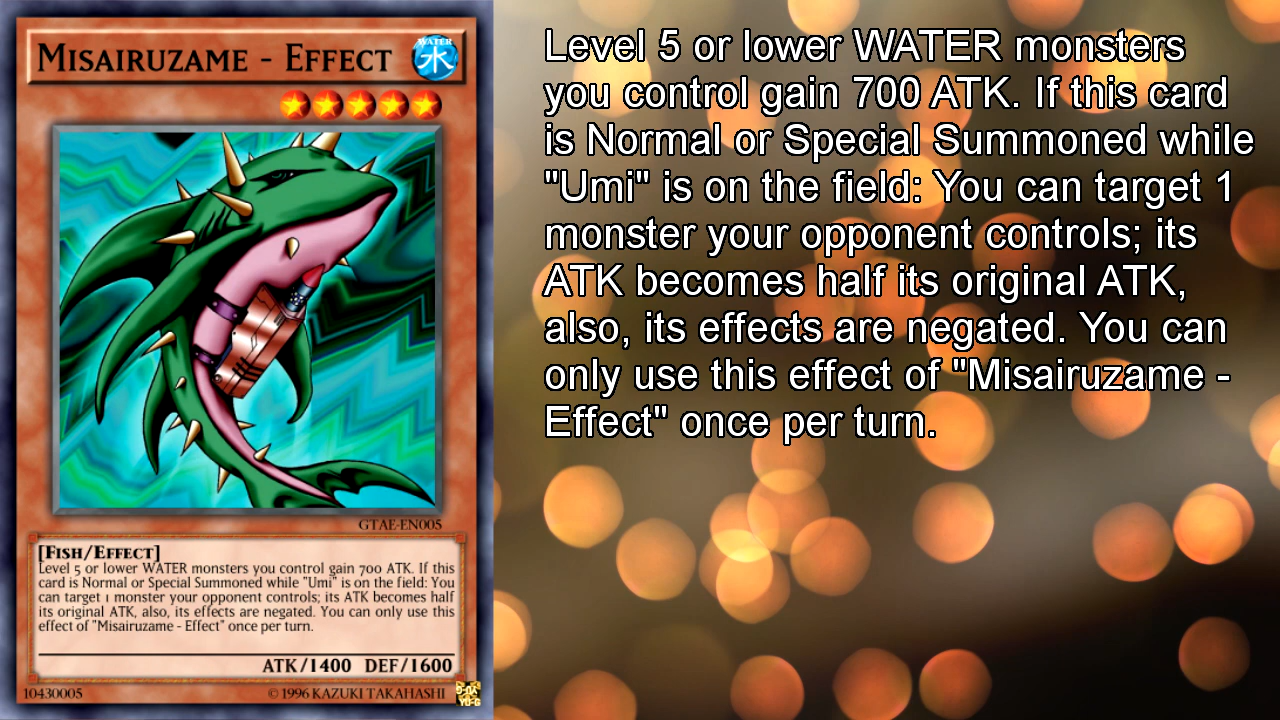 Misairuzame - Effect
WATER
水
GTAE-EN005
[Fish/Effect]
Level 5 or lower WATER monsters you control gain 700 ATK. If this
card is Normal or Special Summoned while "Umi" is on the field: You
can target 1 monster your opponent controls; its ATK becomes half
its original ATK, also, its effects are negated. You can only use this
effect of "Misairuzame - Effect" once per turn.
ATK/1400 DEF/1600
10430005
© 1996 KAZUKI TAKAHASHI
Level 5 or lower WATER monsters
you control gain 700 ATK. If this card
is Normal or Special Summoned while
"Umi" is on the field: You can target 1
monster your opponent controls; its
ATK becomes half its original ATK,
also, its effects are negated. You can
only use this effect of "Misairuzame -
Effect" once per turn.